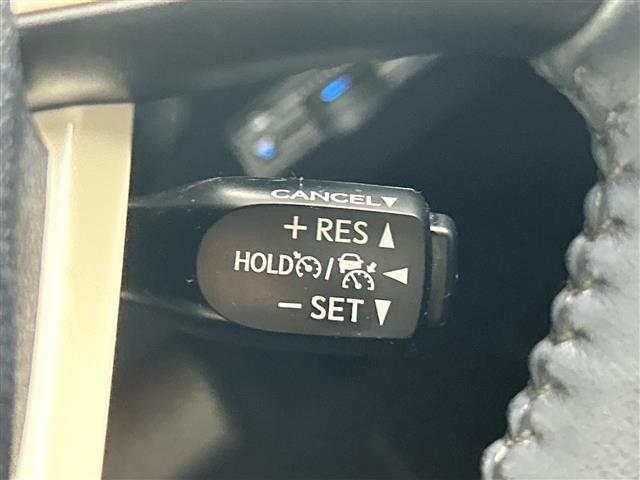 CANCEL▼
+ RES ▲
HOLD / ◀
− SET ▼